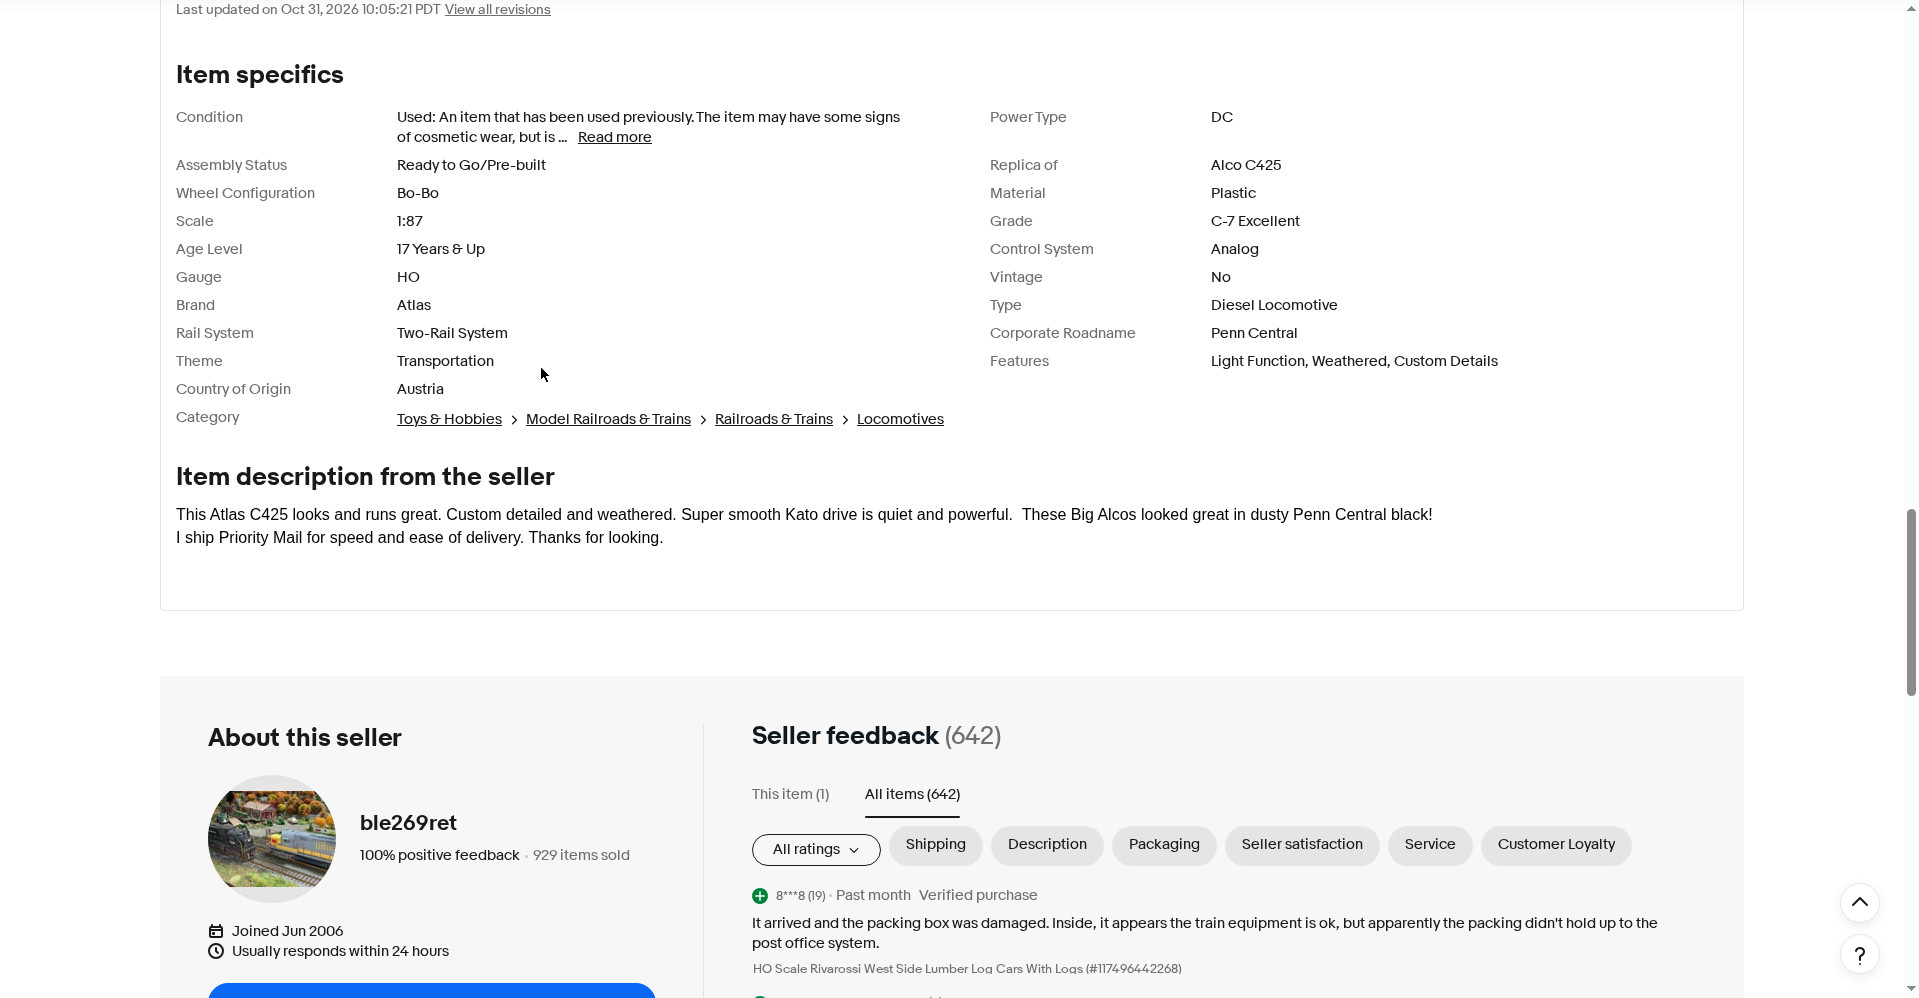 Last updated on Oct 31, 2026 10:05:21 PDT View all revisions
Item specifics
Condition
Used: An item that has been used previously. The item may have some signs
of cosmetic wear, but is ... Read more
Power Type
DC
Assembly Status
Ready to Go/Pre-built
Replica of
Alco C425
Wheel Configuration
Bo-Bo
Material
Plastic
Scale
1:87
Grade
C-7 Excellent
Age Level
17 Years & Up
Control System
Analog
Gauge
HO
Vintage
No
Brand
Atlas
Type
Diesel Locomotive
Rail System
Two-Rail System
Corporate Roadname
Penn Central
Theme
Transportation
Features
Light Function, Weathered, Custom Details
Country of Origin
Austria
Category
Toys & Hobbies > Model Railroads & Trains > Railroads & Trains > Locomotives
Item description from the seller
This Atlas C425 looks and runs great. Custom detailed and weathered. Super smooth Kato drive is quiet and powerful.  These Big Alcos looked great in dusty Penn Central black!
I ship Priority Mail for speed and ease of delivery. Thanks for looking.
About this seller
ble269ret
100% positive feedback · 929 items sold
Joined Jun 2006
Usually responds within 24 hours
Seller feedback (642)
This item (1)
All items (642)
All ratings
Shipping
Description
Packaging
Seller satisfaction
Service
Customer Loyalty
8***8 (19) · Past month Verified purchase
It arrived and the packing box was damaged. Inside, it appears the train equipment is ok, but apparently the packing didn't hold up to the
post office system.
HO Scale Rivarossi West Side Lumber Log Cars With Logs (#117496442268)
?